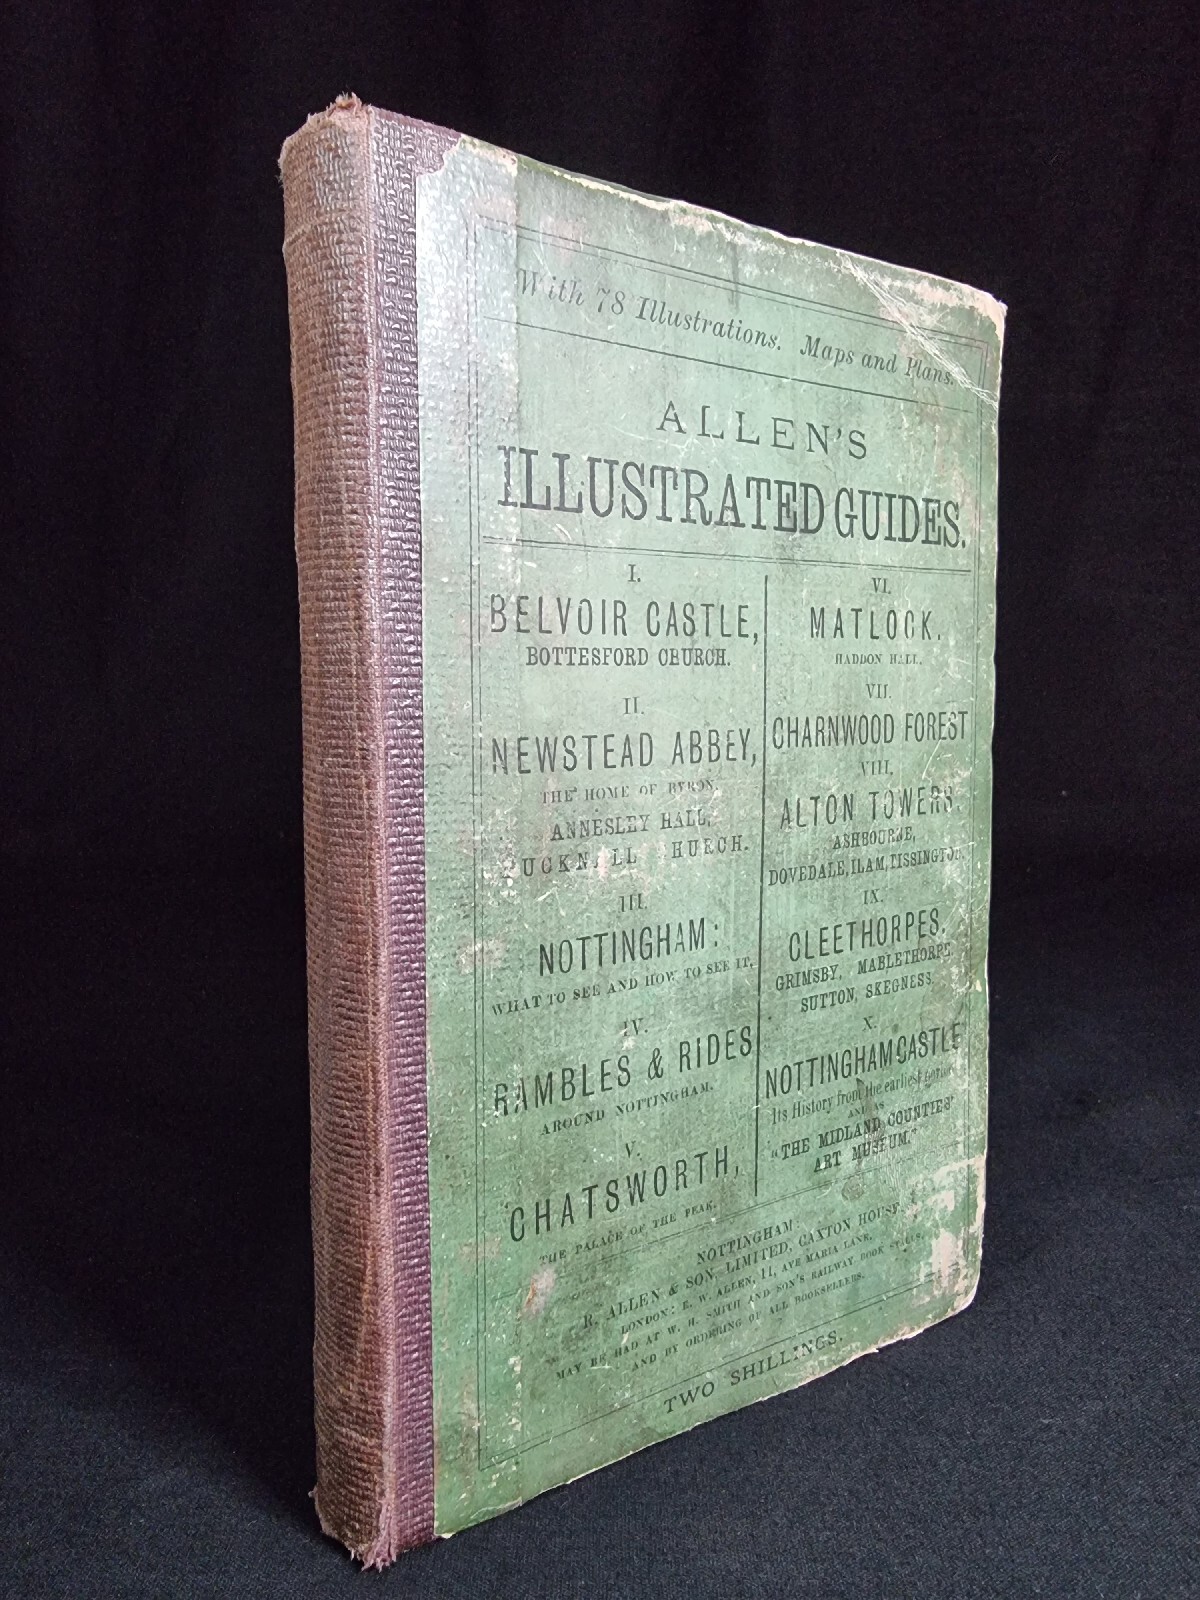 With 78 Illustrations. Maps and Plans.
ALLEN'S
ILLUSTRATED GUIDES.
I.
BELVOIR CASTLE,
BOTTESFORD CHURCH.
II.
NEWSTEAD ABBEY,
THE HOME OF BYRON.
ANNESLEY HALL,
HUCKNALL CHURCH.
III.
NOTTINGHAM:
WHAT TO SEE AND HOW TO SEE IT.
IV.
RAMBLES & RIDES
AROUND NOTTINGHAM.
V.
CHATSWORTH,
THE PALACE OF THE PEAK.
VI.
MATLOCK.
HADDON HALL.
VII.
CHARNWOOD FOREST
VIII.
ALTON TOWERS.
ASHBOURNE,
DOVEDALE, ILAM, TISSINGTON.
IX.
CLEETHORPES.
GRIMSBY, MABLETHORPE,
SUTTON, SKEGNESS.
X.
NOTTINGHAM CASTLE
Its History from the earliest
AND AS
"THE MIDLAND COUNTIES'
ART MUSEUM."
NOTTINGHAM:
R. ALLEN & SON, LIMITED, CAXTON HOUSE.
LONDON: E. W. ALLEN, 11, AVE MARIA LANE.
MAY BE HAD AT W. H. SMITH AND SON'S RAILWAY BOOK STALLS,
AND BY ORDERING OF ALL BOOKSELLERS.
TWO SHILLINGS.